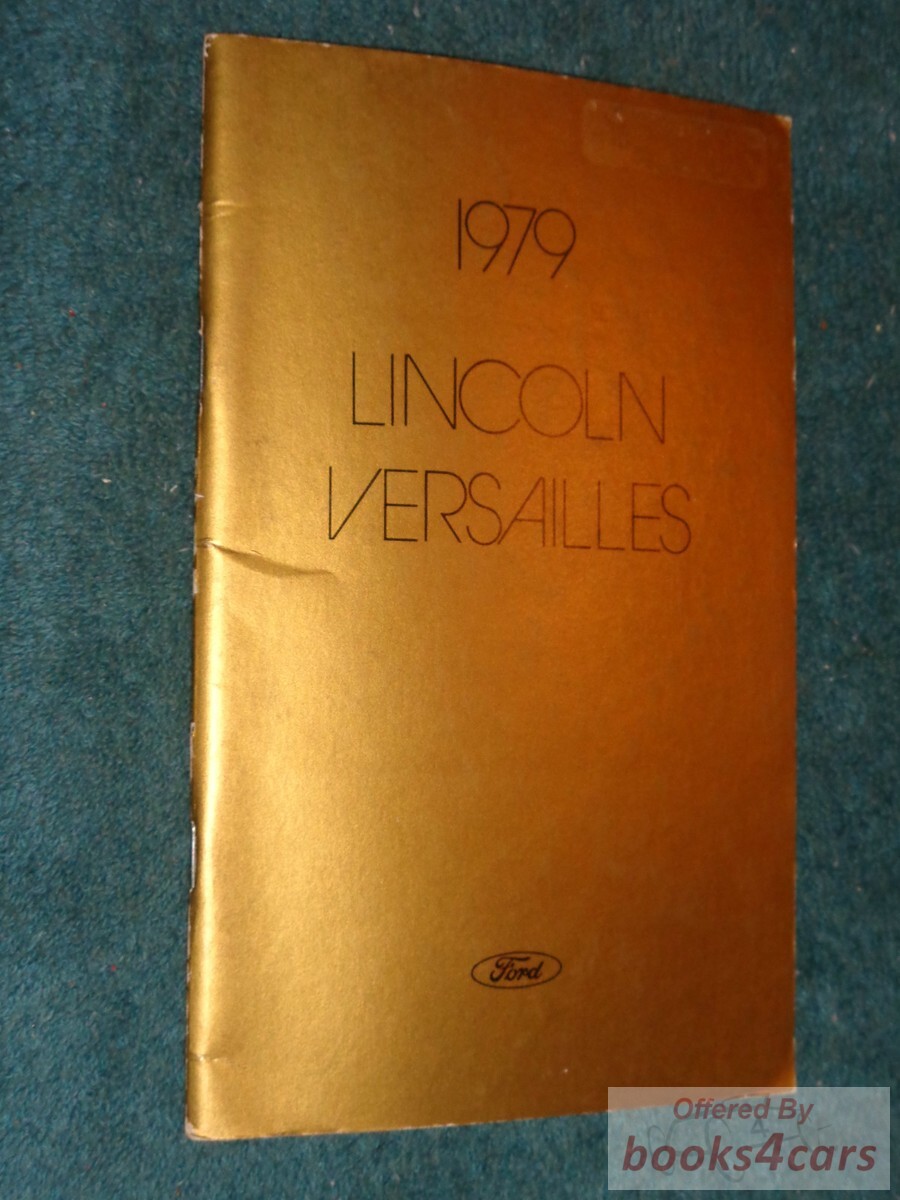 1979
LINCOLN
VERSAILLES
Ford
Offered By
books4cars